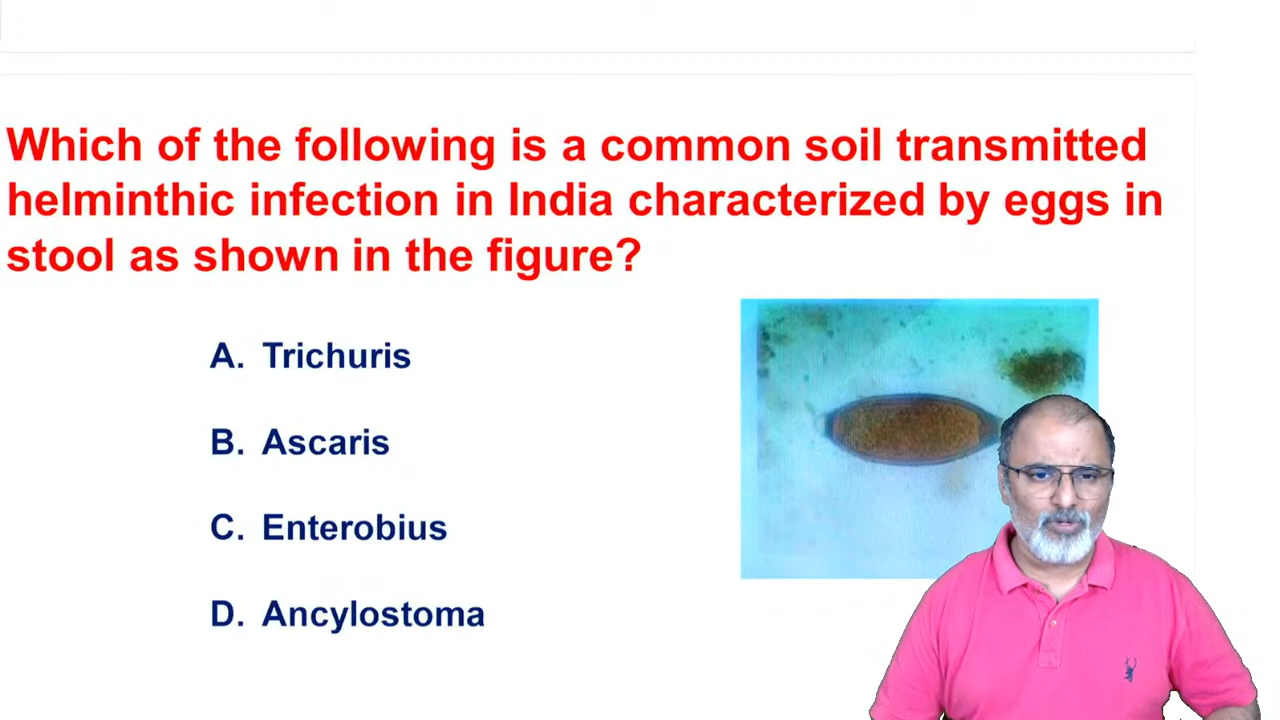 Which of the following is a common soil transmitted
helminthic infection in India characterized by eggs in
stool as shown in the figure?
A. Trichuris
B. Ascaris
C. Enterobius
D. Ancylostoma